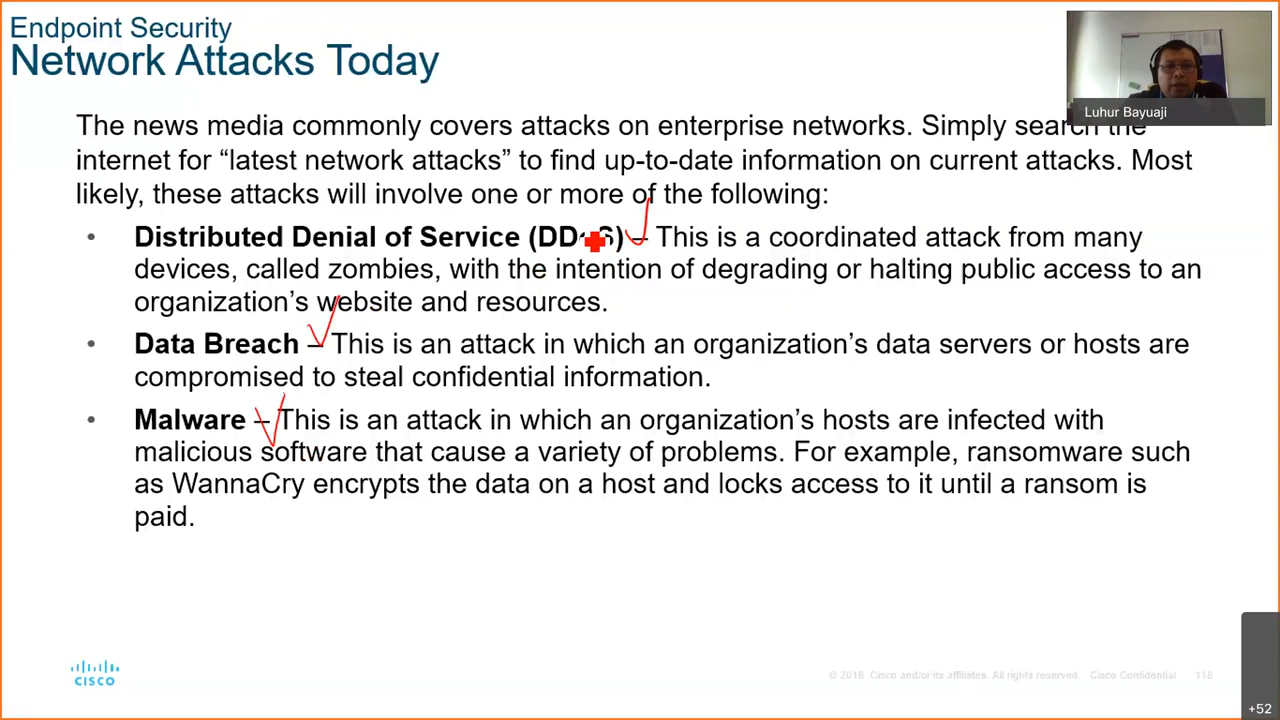 Endpoint Security
Network Attacks Today
Luhur Bayuaji
The news media commonly covers attacks on enterprise networks. Simply search the
internet for “latest network attacks” to find up-to-date information on current attacks. Most
likely, these attacks will involve one or more of the following:
• Distributed Denial of Service (DDoS) – This is a coordinated attack from many
devices, called zombies, with the intention of degrading or halting public access to an
organization’s website and resources.
• Data Breach – This is an attack in which an organization’s data servers or hosts are
compromised to steal confidential information.
• Malware – This is an attack in which an organization’s hosts are infected with
malicious software that cause a variety of problems. For example, ransomware such
as WannaCry encrypts the data on a host and locks access to it until a ransom is
paid.
CISCO
© 2016 Cisco and/or its affiliates. All rights reserved. Cisco Confidential 118
+52